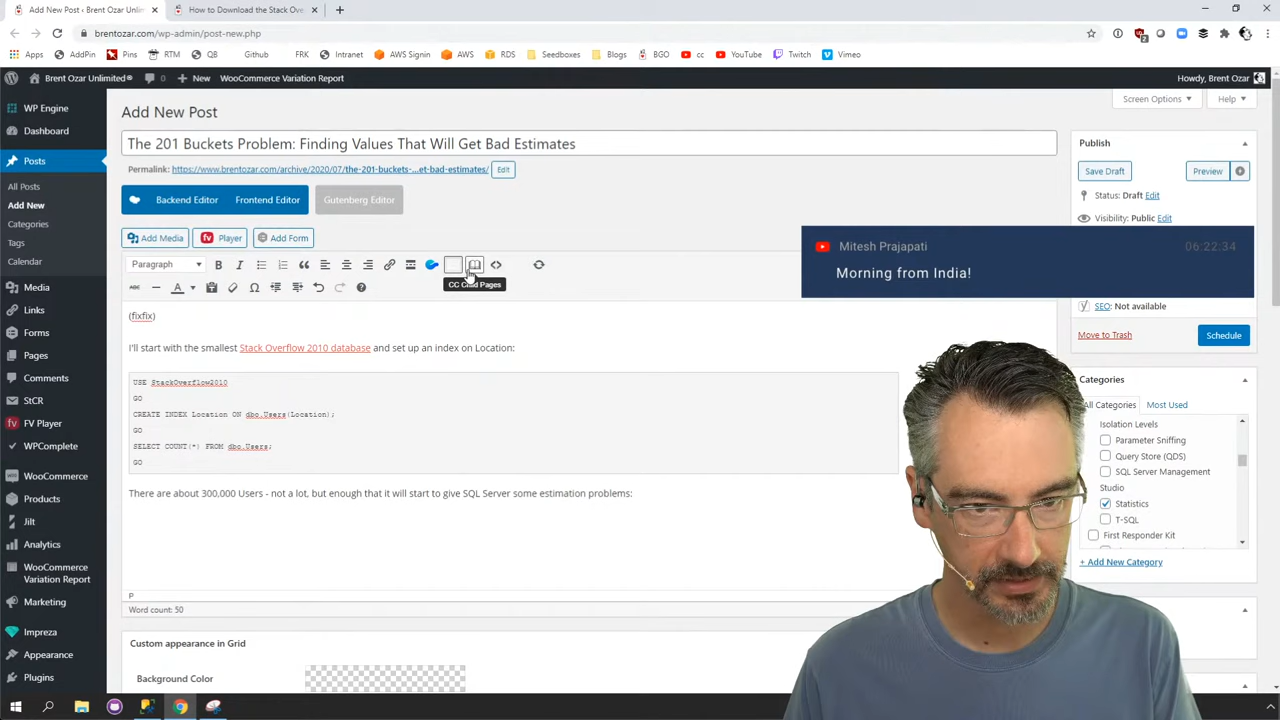 Add New Post ‹ Brent Ozar Un
How to Download the Stack Ove
brentozar.com/wp-admin/post-new.php
Apps
AddPin
Pins
RTM
QB
Github
FRK
Intranet
AWS Signin
AWS
RDS
Seedboxes
Blogs
BGO
cc
YouTube
Twitch
Vimeo
Brent Ozar Unlimited®
0
New
WooCommerce Variation Report
Howdy, Brent Ozar
WP Engine
Dashboard
Posts
All Posts
Add New
Categories
Tags
Calendar
Media
Links
Forms
Pages
Comments
StCR
FV Player
WPComplete
WooCommerce
Products
Jilt
Analytics
WooCommerce
Variation Report
Marketing
Impreza
Appearance
Plugins
Add New Post
Screen Options
Help
The 201 Buckets Problem: Finding Values That Will Get Bad Estimates
Permalink: https://www.brentozar.com/archive/2020/07/the-201-buckets-...et-bad-estimates/ Edit
Backend Editor
Frontend Editor
Gutenberg Editor
Add Media
Player
Add Form
Paragraph
CC Child Pages
(fixfix)
I'll start with the smallest Stack Overflow 2010 database and set up an index on Location:
USE StackOverflow2010
GO
CREATE INDEX Location ON dbo.Users(Location);
GO
SELECT COUNT(*) FROM dbo.Users;
GO
There are about 300,000 Users - not a lot, but enough that it will start to give SQL Server some estimation problems:
P
Word count: 50
Custom appearance in Grid
Background Color
Publish
Save Draft
Preview
Status: Draft Edit
Visibility: Public Edit
Mitesh Prajapati
06:22:34
Morning from India!
SEO: Not available
Move to Trash
Schedule
Categories
All Categories
Most Used
Isolation Levels
Parameter Sniffing
Query Store (QDS)
SQL Server Management
Studio
Statistics
T-SQL
First Responder Kit
+ Add New Category